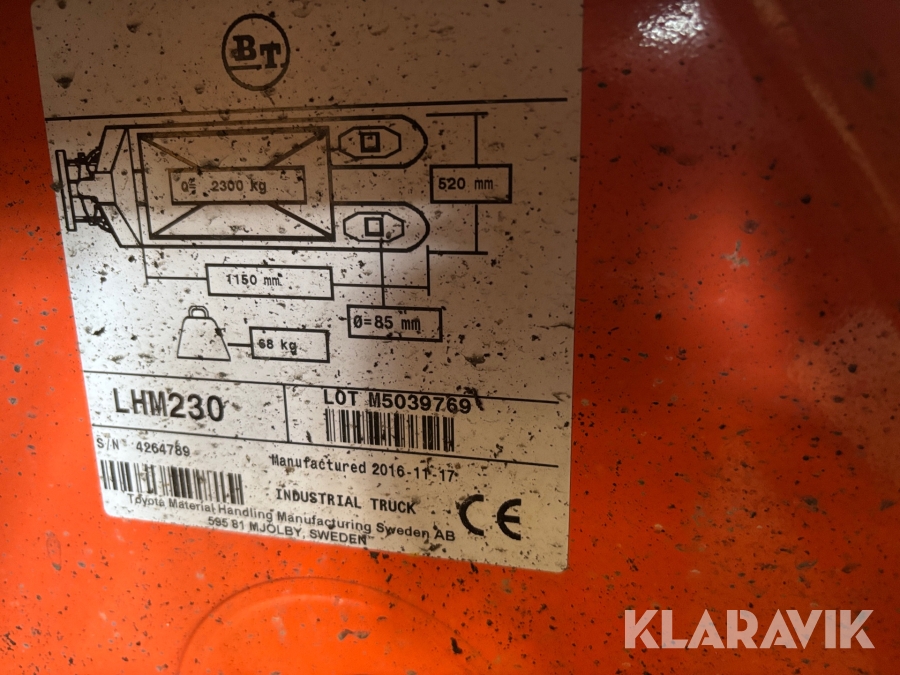 BT
Q= 2300 kg
520 mm
1150 mm
Ø=85 mm
68 kg
LHM230
LOT M5039769
S/N 4264789
Manufactured 2016-11-17
INDUSTRIAL TRUCK
CE
Toyota Material Handling Manufacturing Sweden AB
595 81 MJÖLBY, SWEDEN
KLARAVIK